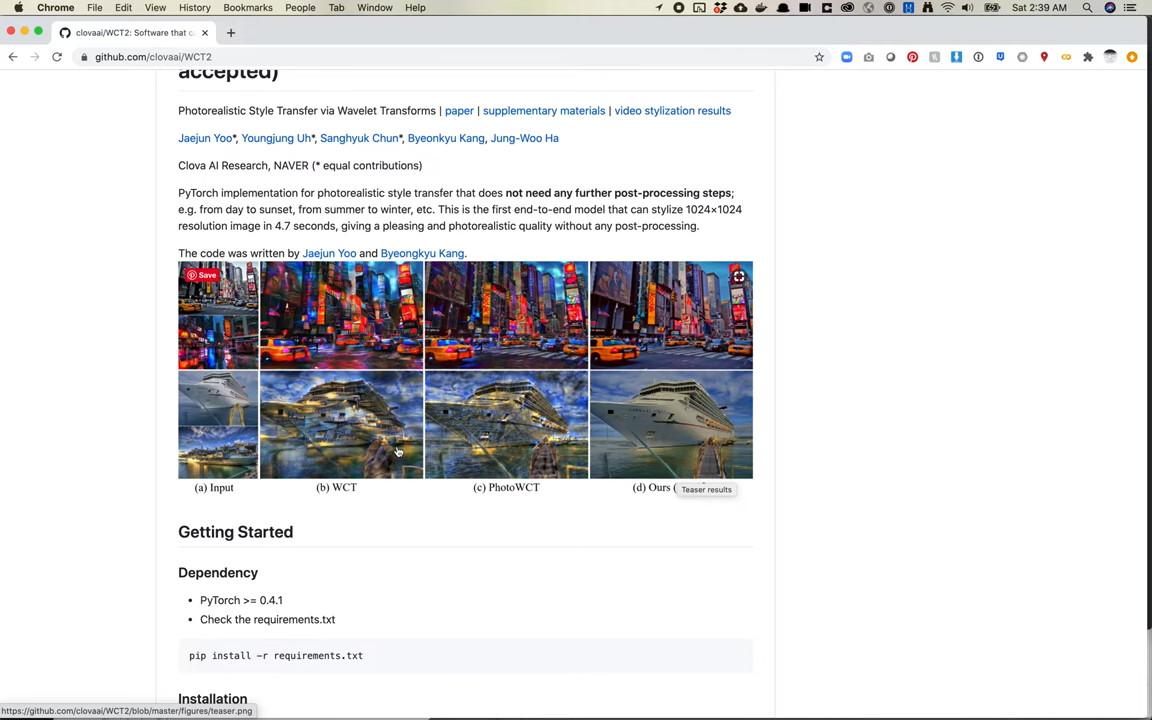 Chrome File Edit View History Bookmarks People Tab Window Help Sat 2:39 AM
clovaai/WCT2: Software that c
github.com/clovaai/WCT2
accepted)
Photorealistic Style Transfer via Wavelet Transforms | paper | supplementary materials | video stylization results
Jaejun Yoo*, Youngjung Uh*, Sanghyuk Chun*, Byeonkyu Kang, Jung-Woo Ha
Clova AI Research, NAVER (* equal contributions)
PyTorch implementation for photorealistic style transfer that does not need any further post-processing steps;
e.g. from day to sunset, from summer to winter, etc. This is the first end-to-end model that can stylize 1024×1024
resolution image in 4.7 seconds, giving a pleasing and photorealistic quality without any post-processing.
The code was written by Jaejun Yoo and Byeongkyu Kang.
Save
(a) Input (b) WCT (c) PhotoWCT (d) Ours (
Teaser results
Getting Started
Dependency
• PyTorch >= 0.4.1
• Check the requirements.txt
pip install -r requirements.txt
Installation
https://github.com/clovaai/WCT2/blob/master/figures/teaser.png